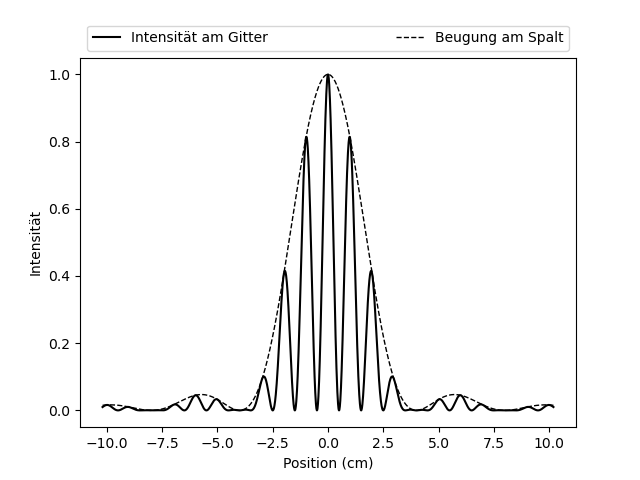 Intensität am Gitter
Beugung am Spalt
1.0
0.8
0.6
0.4
0.2
0.0
Intensität
−10.0 −7.5 −5.0 −2.5 0.0 2.5 5.0 7.5 10.0
Position (cm)